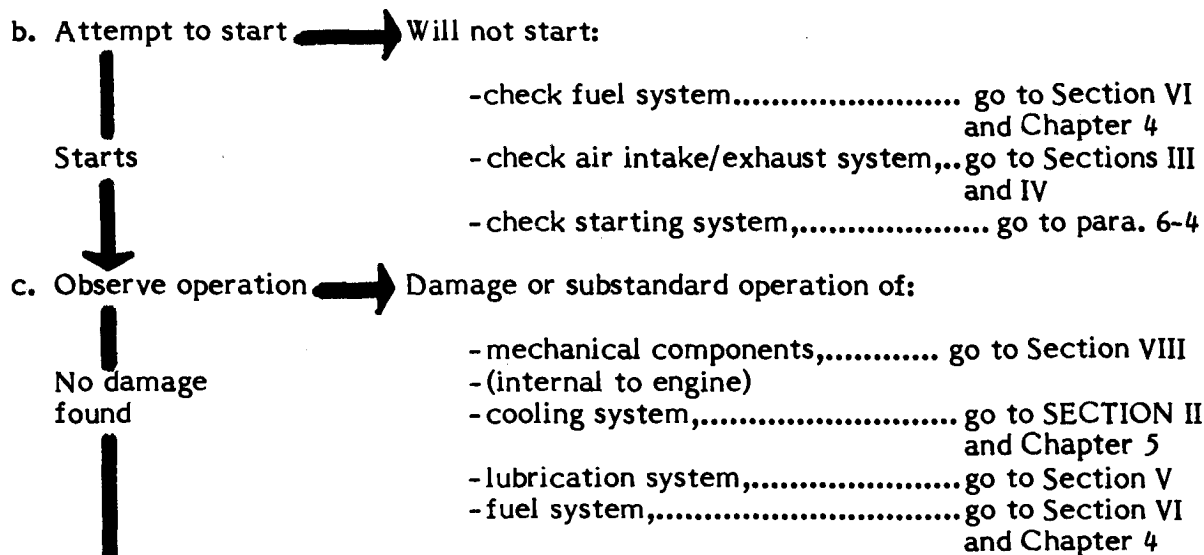 b. Attempt to start Will not start:
-check fuel system......................... go to Section VI
and Chapter 4
Starts -check air intake/exhaust system,..go to Sections III
and IV
-check starting system,................... go to para. 6-4
c. Observe operation Damage or substandard operation of:
-mechanical components,............ go to Section VIII
No damage -(internal to engine)
found -cooling system,...........................go to SECTION II
and Chapter 5
-lubrication system,......................go to Section V
-fuel system,................................go to Section VI
and Chapter 4